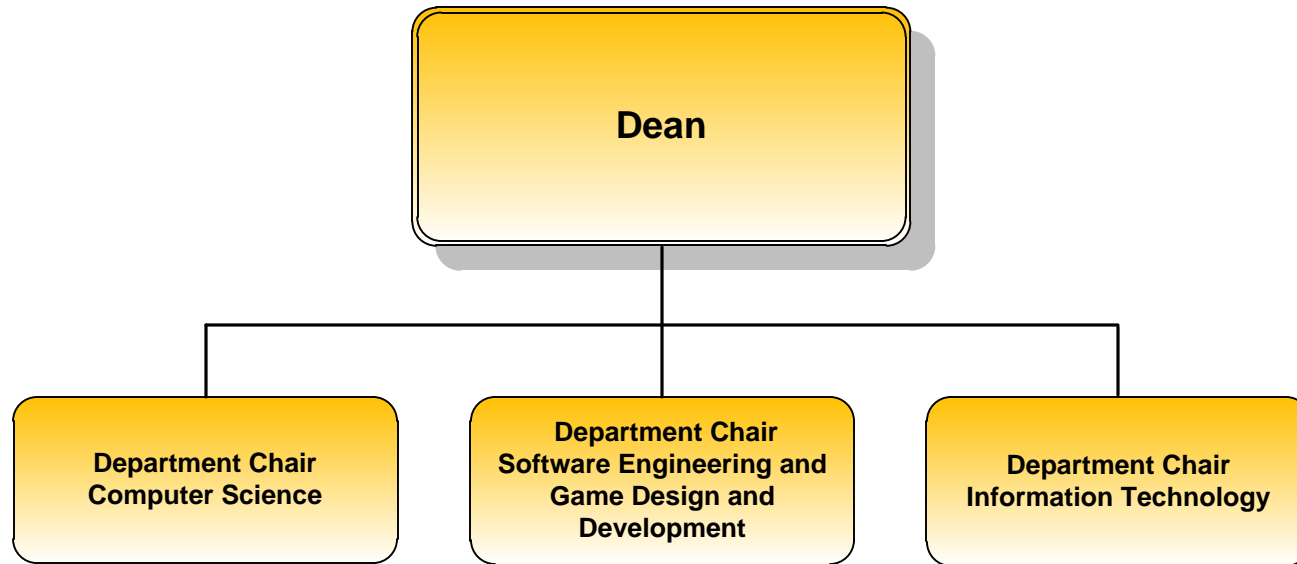 Dean
Department Chair
Computer Science
Department Chair
Software Engineering and
Game Design and
Development
Department Chair
Information Technology